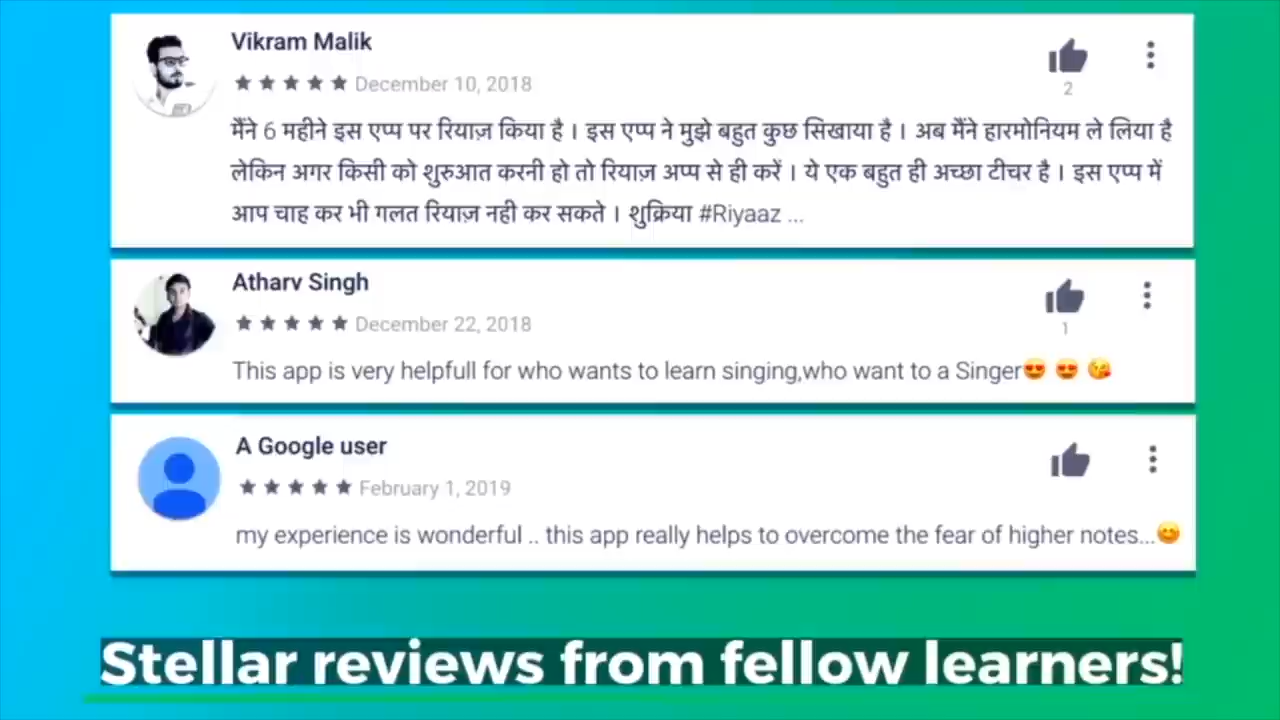 Vikram Malik
★★★★★ December 10, 2018
2
मैंने 6 महीने इस एप्प पर रियाज़ किया है । इस एप्प ने मुझे बहुत कुछ सिखाया है । अब मैंने हारमोनियम ले लिया है
लेकिन अगर किसी को शुरुआत करनी हो तो रियाज़ अप्प से ही करें । ये एक बहुत ही अच्छा टीचर है । इस एप्प में
आप चाह कर भी गलत रियाज़ नही कर सकते । शुक्रिया #Riyaaz ...
Atharv Singh
★★★★★ December 22, 2018
1
This app is very helpfull for who wants to learn singing,who want to a Singer😍 😍 😘
A Google user
★★★★★ February 1, 2019
my experience is wonderful .. this app really helps to overcome the fear of higher notes...😊
Stellar reviews from fellow learners!